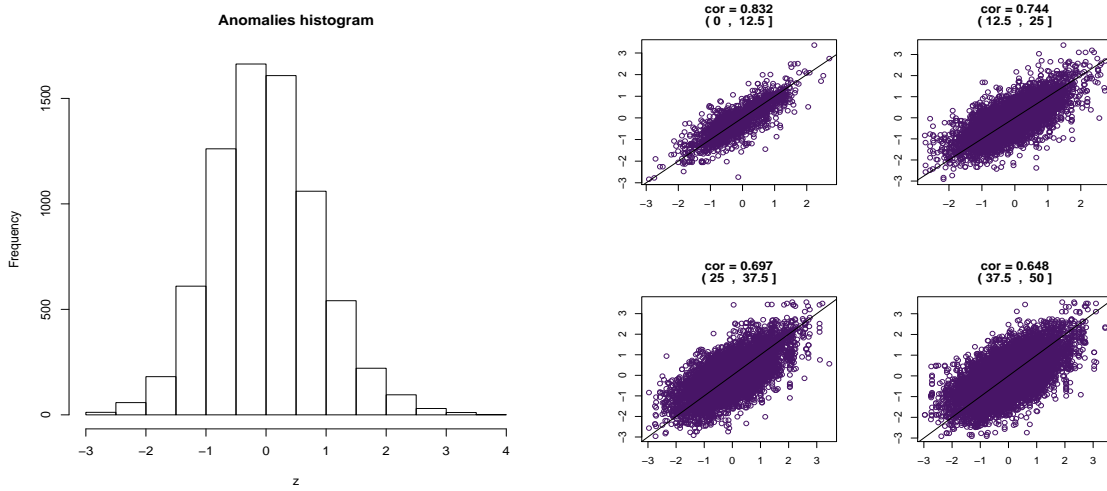 Anomalies histogram
Frequency
1500
1000
500
0
−3 −2 −1 0 1 2 3 4
z
cor = 0.832
( 0 , 12.5 ]
3
2
1
0
−1
−2
−3
−3 −2 −1 0 1 2
cor = 0.744
( 12.5 , 25 ]
3
2
1
0
−1
−2
−3
−2 −1 0 1 2
cor = 0.697
( 25 , 37.5 ]
3
2
1
0
−1
−2
−3
−3 −2 −1 0 1 2 3
cor = 0.648
( 37.5 , 50 ]
3
2
1
0
−1
−2
−3
−3 −2 −1 0 1 2 3